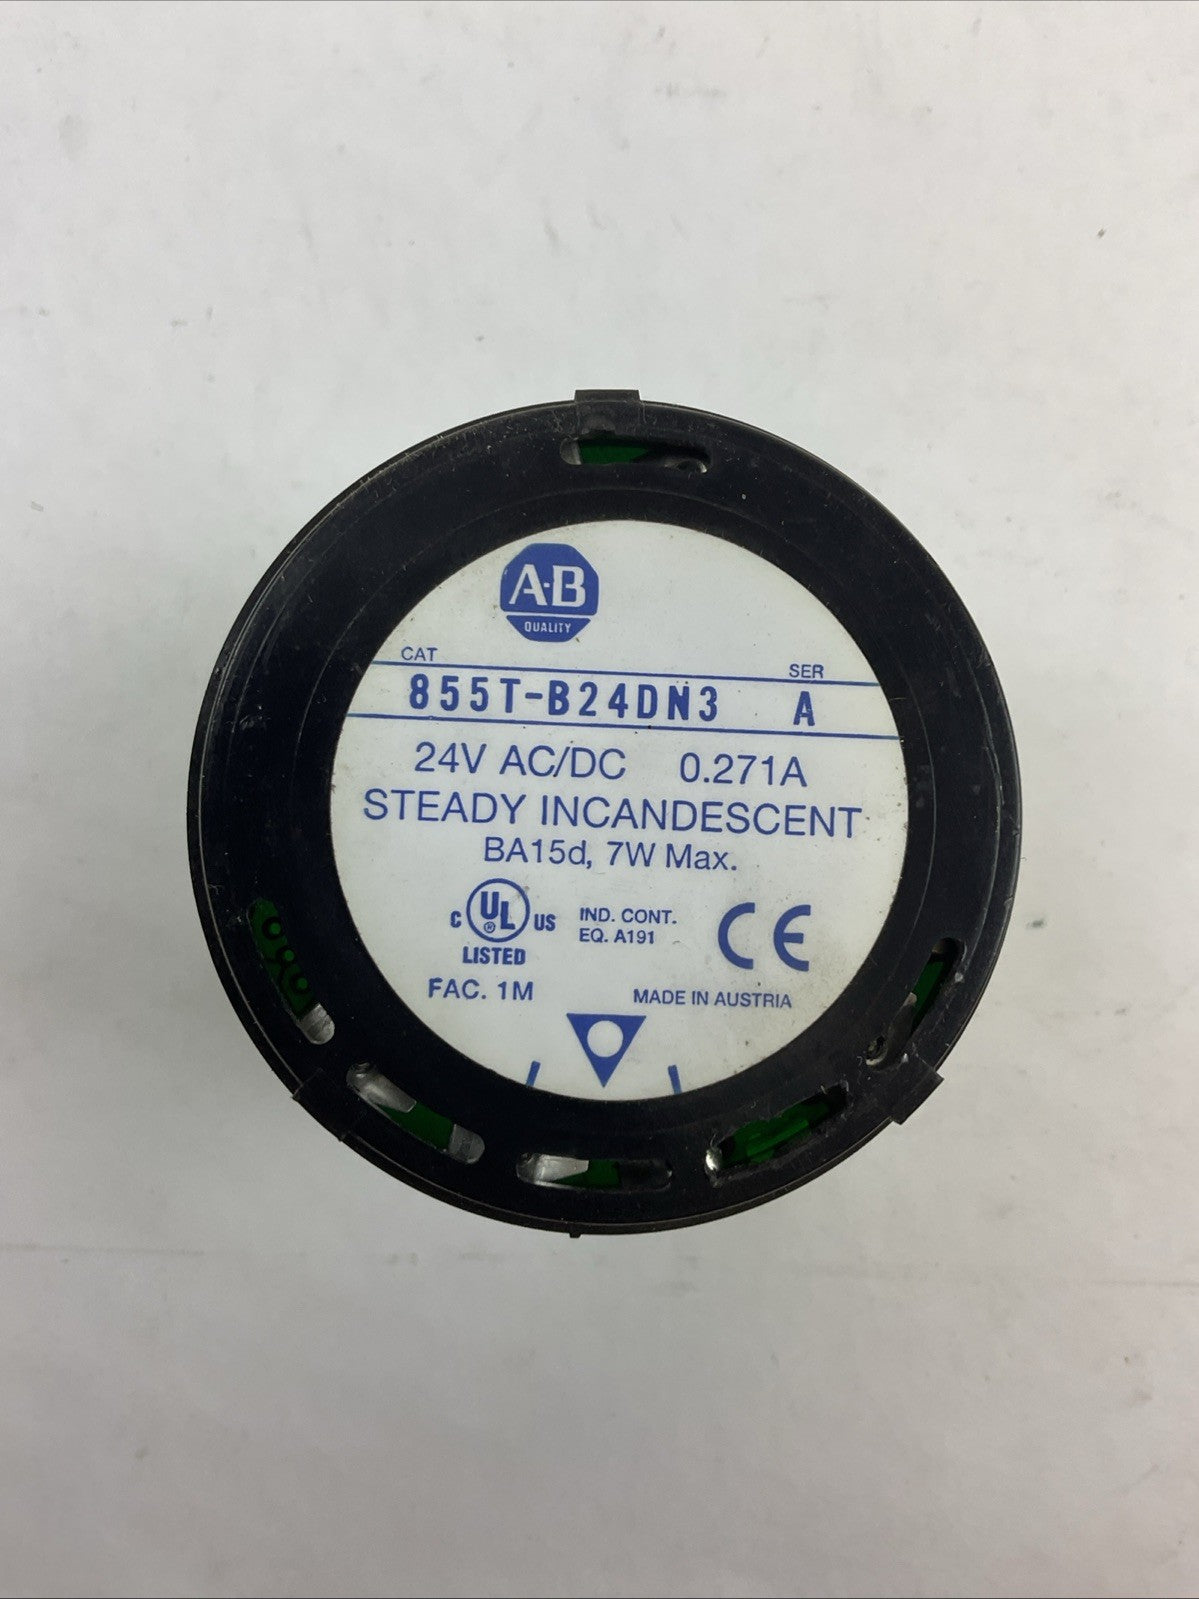 A·B
QUALITY
CAT SER
855T-B24DN3 A
24V AC/DC 0.271A
STEADY INCANDESCENT
BA15d, 7W Max.
C UL ® US
LISTED
IND. CONT.
EQ. A191
CE
FAC. 1M
MADE IN AUSTRIA